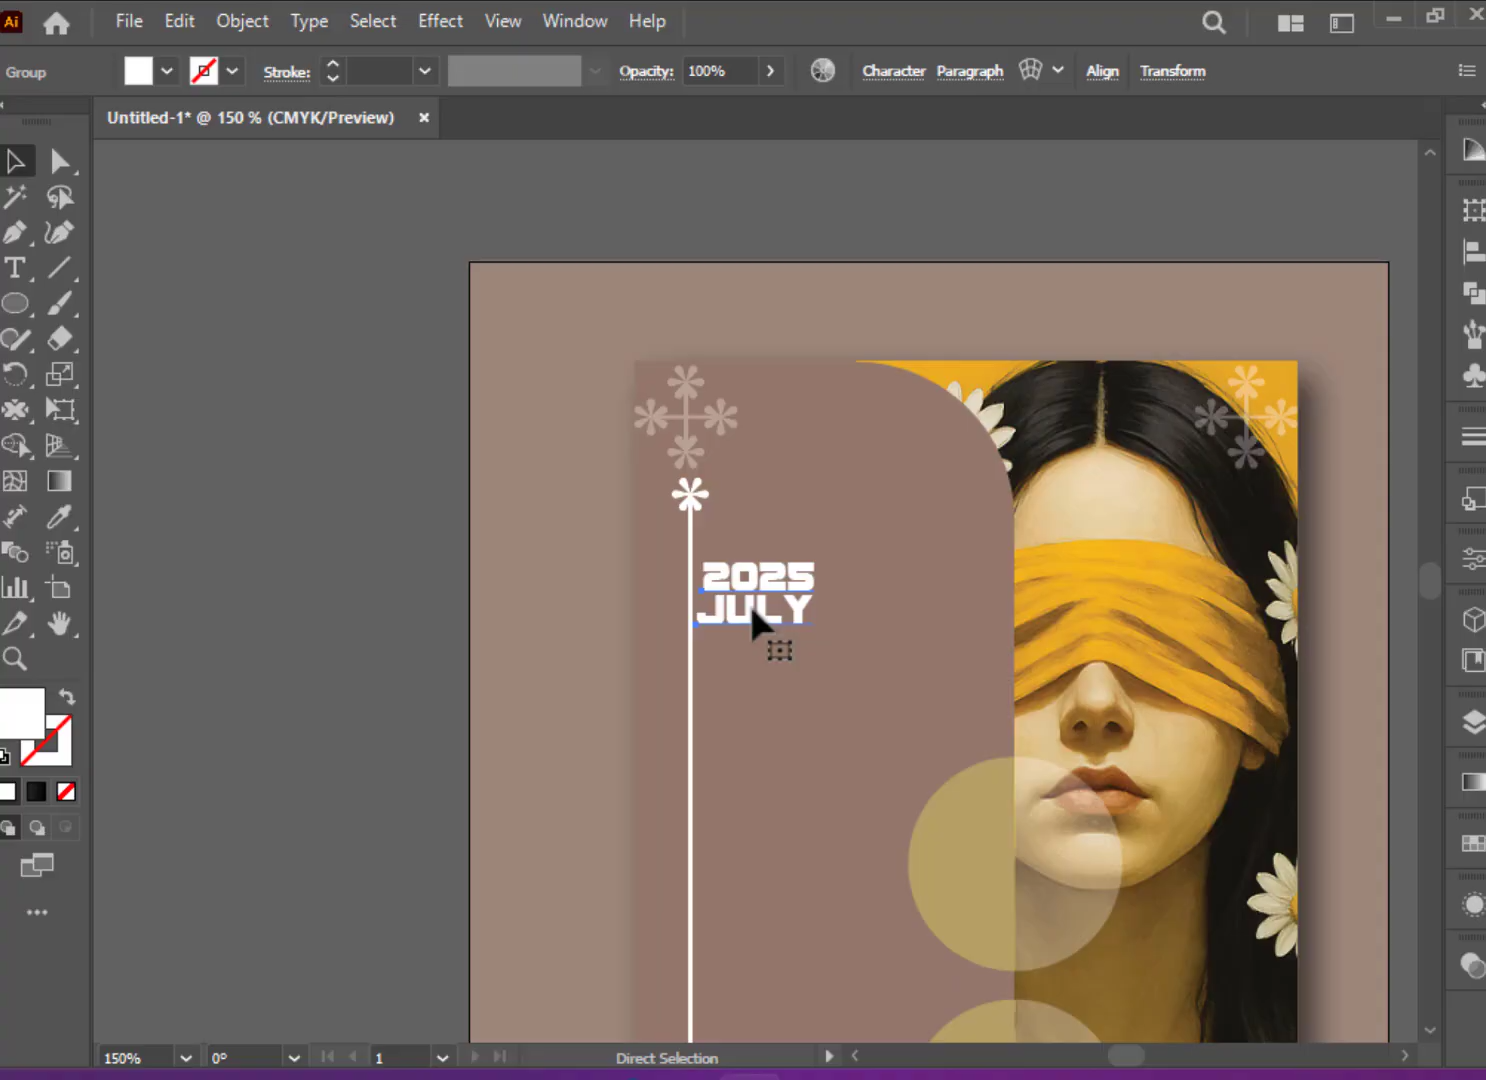 Ai File Edit Object Type Select Effect View Window Help
Group Stroke: Opacity: 100% Character Paragraph Align Transform
Untitled-1* @ 150 % (CMYK/Preview) ×
2025
JULY
150% 0° 1 Direct Selection